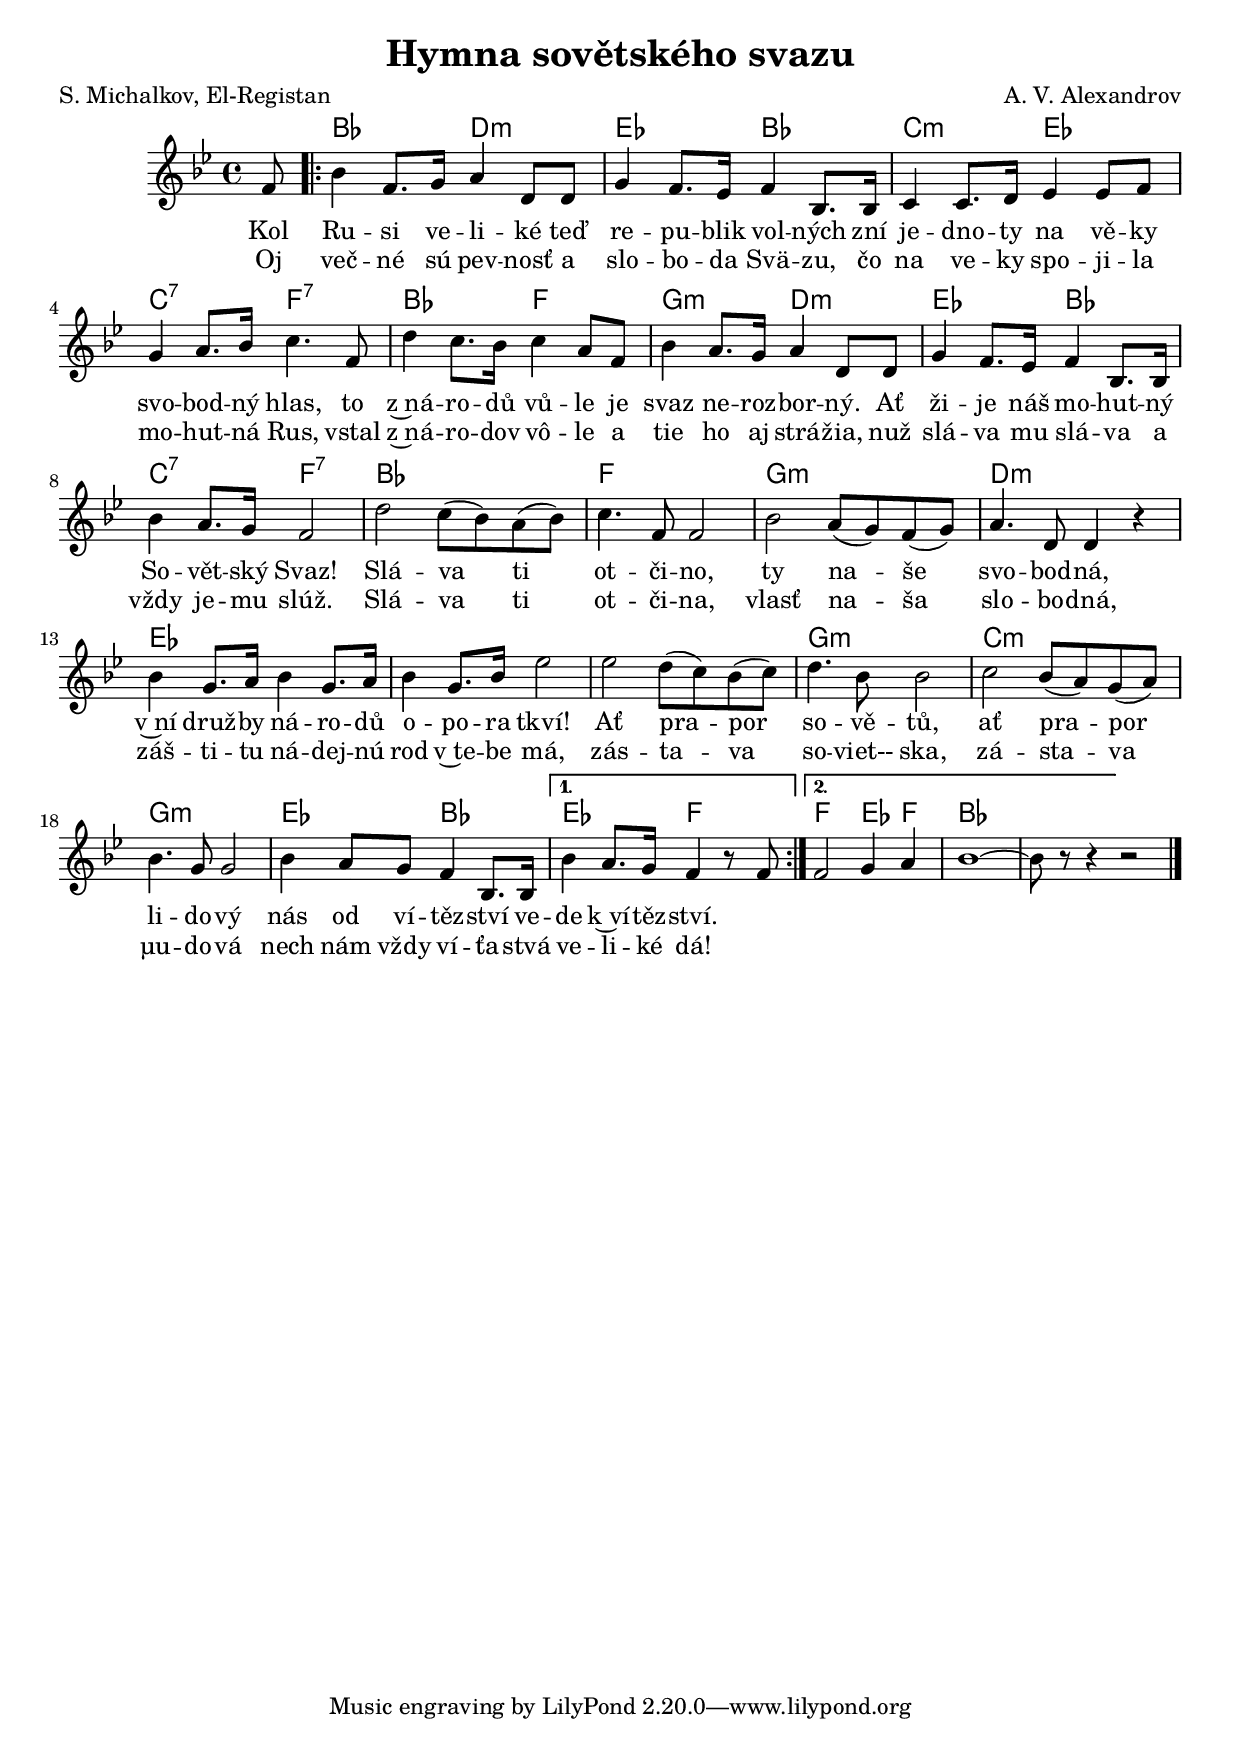 Hymna sovětského svazu
S. Michalkov, El-Registan A. V. Alexandrov
B♭ Dm E♭ B♭ Cm E♭
Kol Ru -- si ve -- li -- ké teď re -- pu -- blik vol -- ných zní je -- dno -- ty na vě -- ky
Oj več -- né sú pev -- nosť a slo -- bo -- da Svä -- zu, čo na ve -- ky spo -- ji -- la
4 C7 F7 B♭ F Gm Dm E♭ B♭
svo -- bod -- ný hlas, to z ná -- ro -- dů vů -- le je svaz ne -- roz -- bor -- ný. Ať ži -- je náš mo -- hut -- ný
mo -- hut -- ná Rus, vstal z ná -- ro -- dov vô -- le a tie ho aj strá -- žia, nuž slá -- va mu slá -- va a
8 C7 F7 B♭ F Gm Dm
So -- vět -- ský Svaz! Slá -- va ti ot -- či -- no, ty na -- še svo -- bod -- ná,
vždy je -- mu slúž. Slá -- va ti ot -- či -- na, vlasť na -- ša slo -- bod -- ná,
13 E♭ Gm Cm
v ní druž -- by ná -- ro -- dů o -- po -- ra tkví! Ať pra -- por so -- vě -- tů, ať pra -- por
záš -- ti -- tu ná -- dej -- nú rod v te -- be má, zás -- ta -- va so -- viet-- ska, zá -- sta -- va
18 Gm E♭ B♭ 1. E♭ F 2. F E♭ F B♭
li -- do -- vý nás od ví -- těz -- ství ve -- de k ví -- těz -- ství.
µu -- do -- vá nech nám vždy ví -- ťa -- stvá ve -- li -- ké dá!
Music engraving by LilyPond 2.20.0—www.lilypond.org